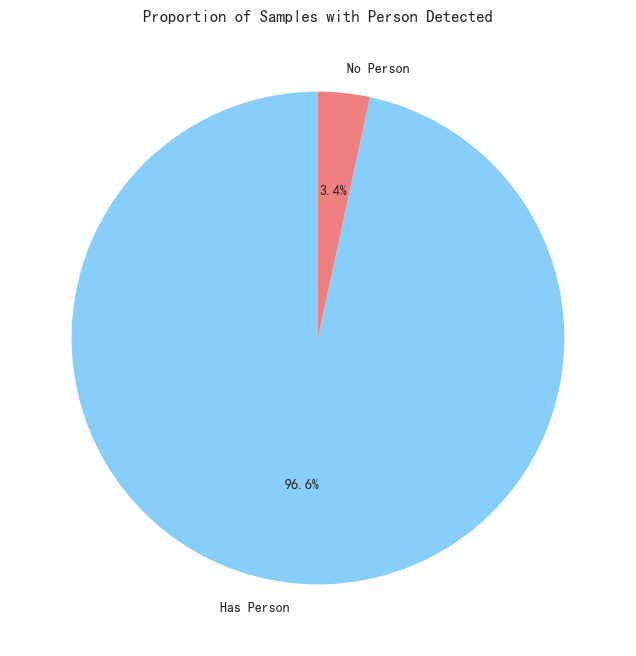 Proportion of Samples with Person Detected
No Person
3.4%
96.6%
Has Person